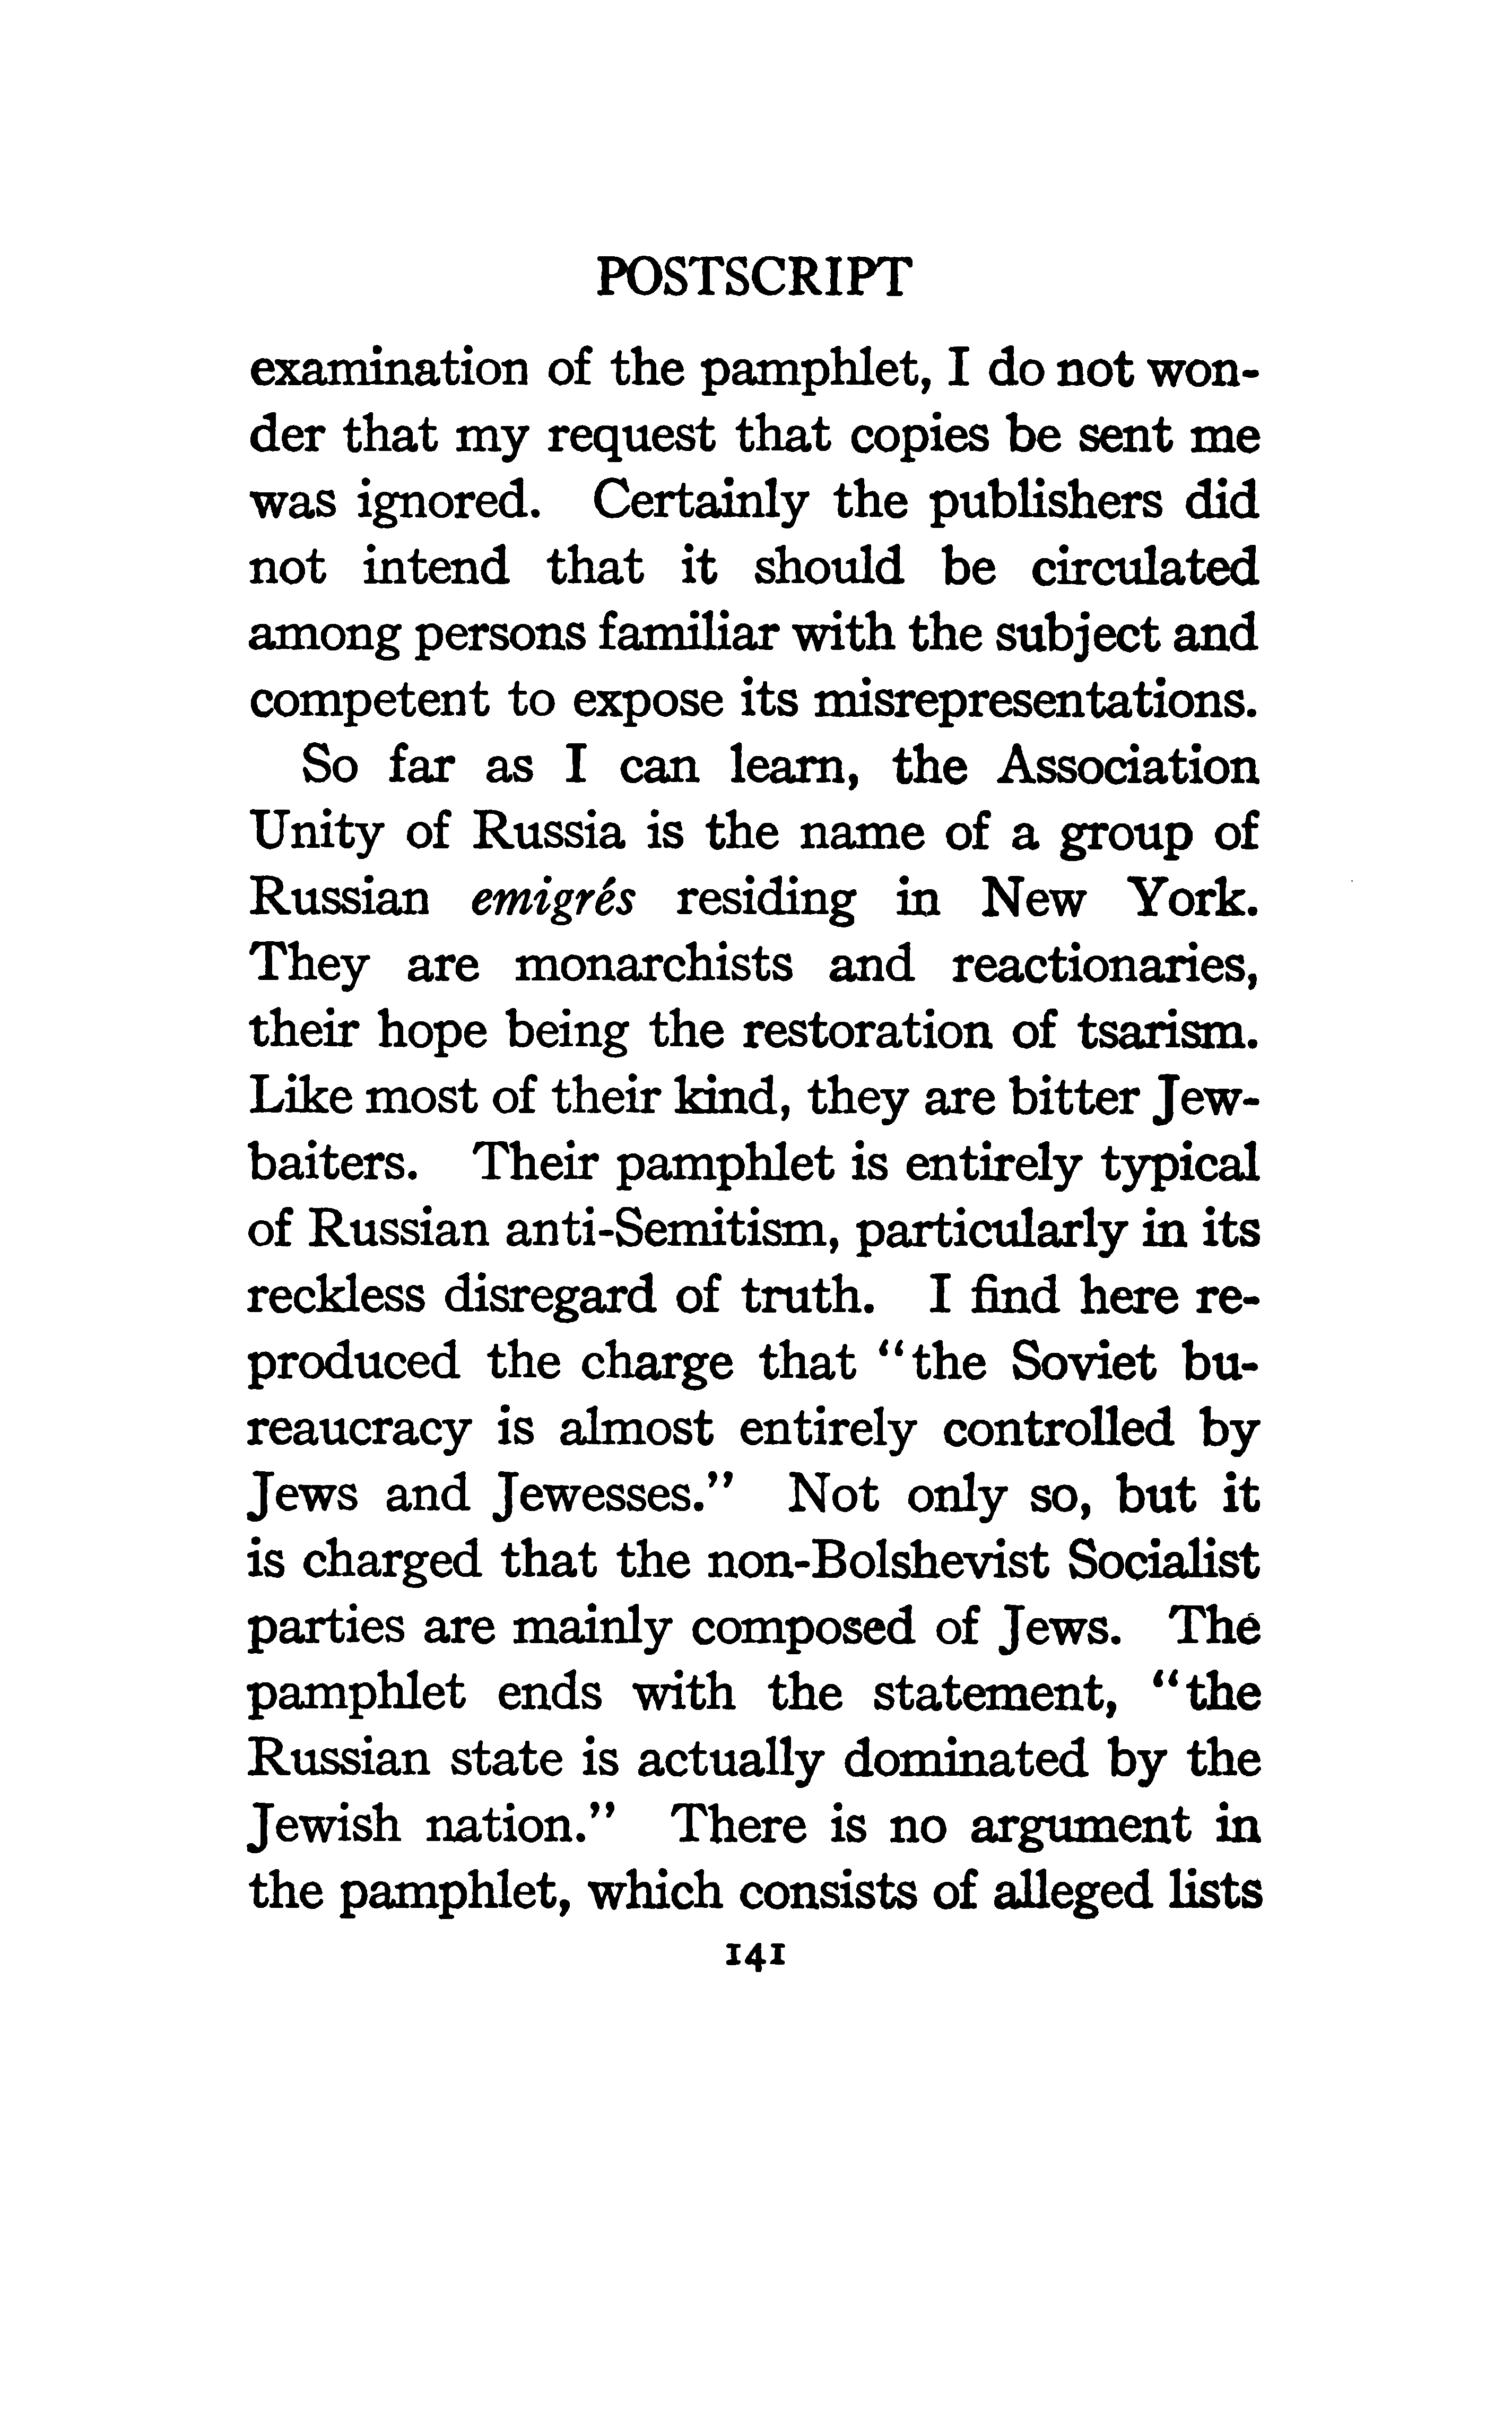 POSTSCRIPT
examination of the pamphlet, I do not won-
der that my request that copies be sent me
was ignored. Certainly the publishers did
not intend that it should be circulated
among persons familiar with the subject and
competent to expose its misrepresentations.
So far as I can learn, the Association
Unity of Russia is the name of a group of
Russian emigrés residing in New York.
They are monarchists and reactionaries,
their hope being the restoration of tsarism.
Like most of their kind, they are bitter Jew-
baiters. Their pamphlet is entirely typical
of Russian anti-Semitism, particularly in its
reckless disregard of truth. I find here re-
produced the charge that "the Soviet bu-
reaucracy is almost entirely controlled by
Jews and Jewesses." Not only so, but it
is charged that the non-Bolshevist Socialist
parties are mainly composed of Jews. The
pamphlet ends with the statement, "the
Russian state is actually dominated by the
Jewish nation." There is no argument in
the pamphlet, which consists of alleged lists
141